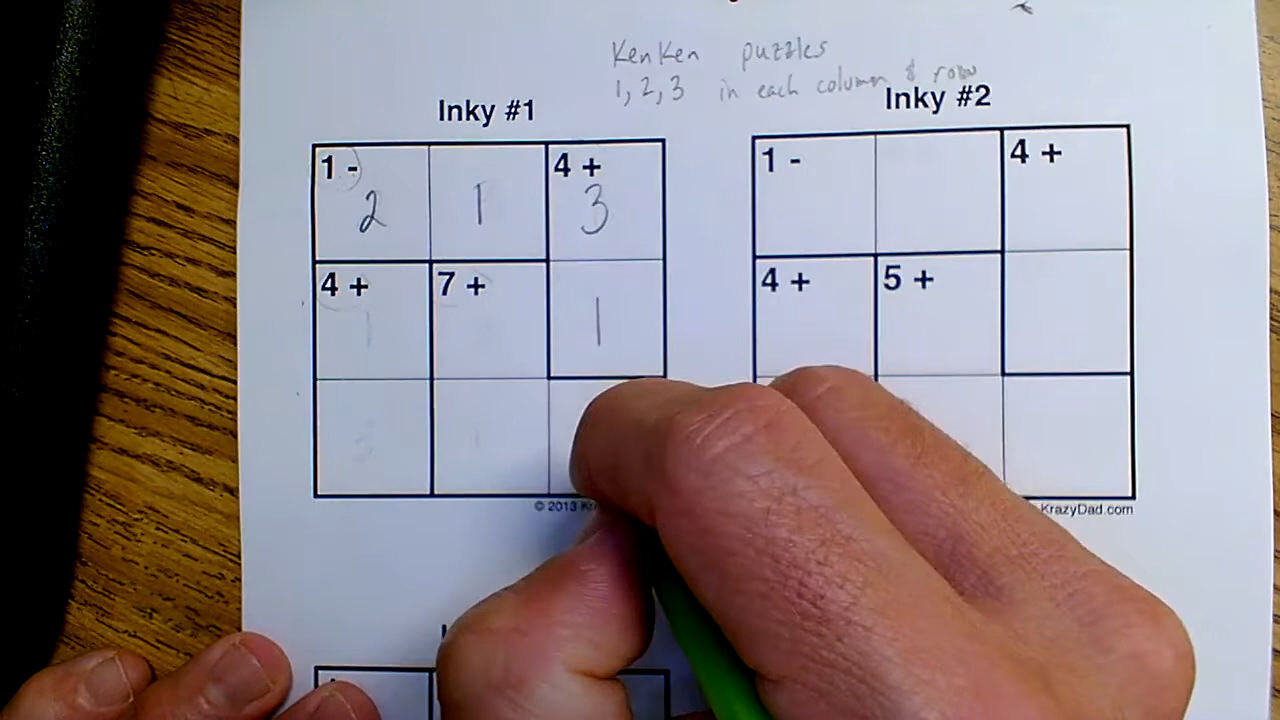 KenKen puzzles
1, 2, 3 in each column & row
Inky #1
Inky #2
1 -
4 +
2 1 3
4 +
7 +
1
1 -
4 +
4 +
5 +
© 2013
KrazyDad.com